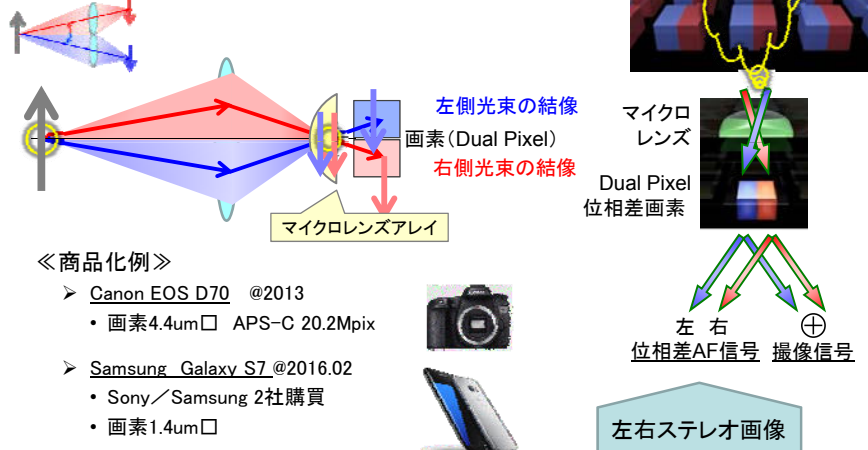 左側光束の結像
画素(Dual Pixel)
右側光束の結像
マイクロレンズアレイ
マイクロ
レンズ
Dual Pixel
位相差画素
≪商品化例≫
➢ Canon EOS D70 @2013
• 画素4.4um□ APS-C 20.2Mpix
➢ Samsung Galaxy S7 @2016.02
• Sony/Samsung 2社購買
• 画素1.4um□
左 右 ⊕
位相差AF信号 撮像信号
左右ステレオ画像